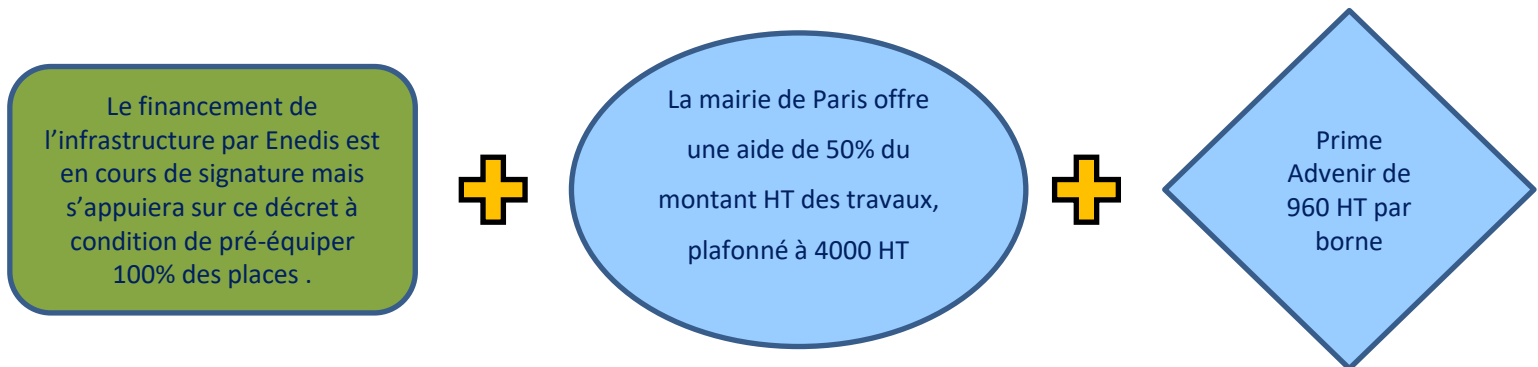 Le financement de
l’infrastructure par Enedis est
en cours de signature mais
s’appuiera sur ce décret à
condition de pré-équiper
100% des places .
La mairie de Paris offre
une aide de 50% du
montant HT des travaux,
plafonné à 4000 HT
Prime
Advenir de
960 HT par
borne